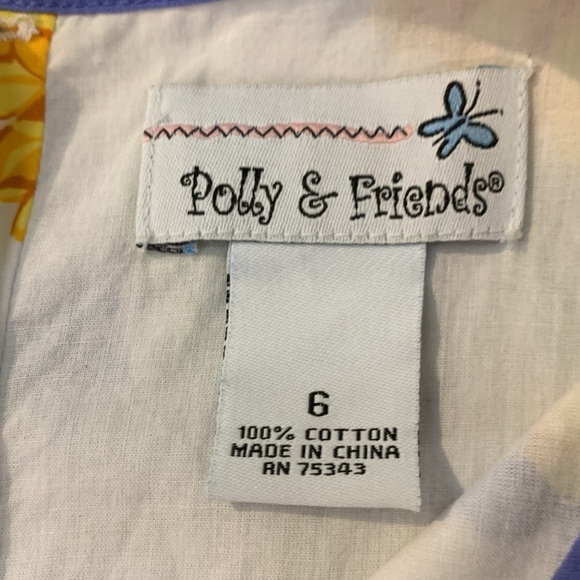 Polly & Friends®
6
100% COTTON
MADE IN CHINA
RN 75343